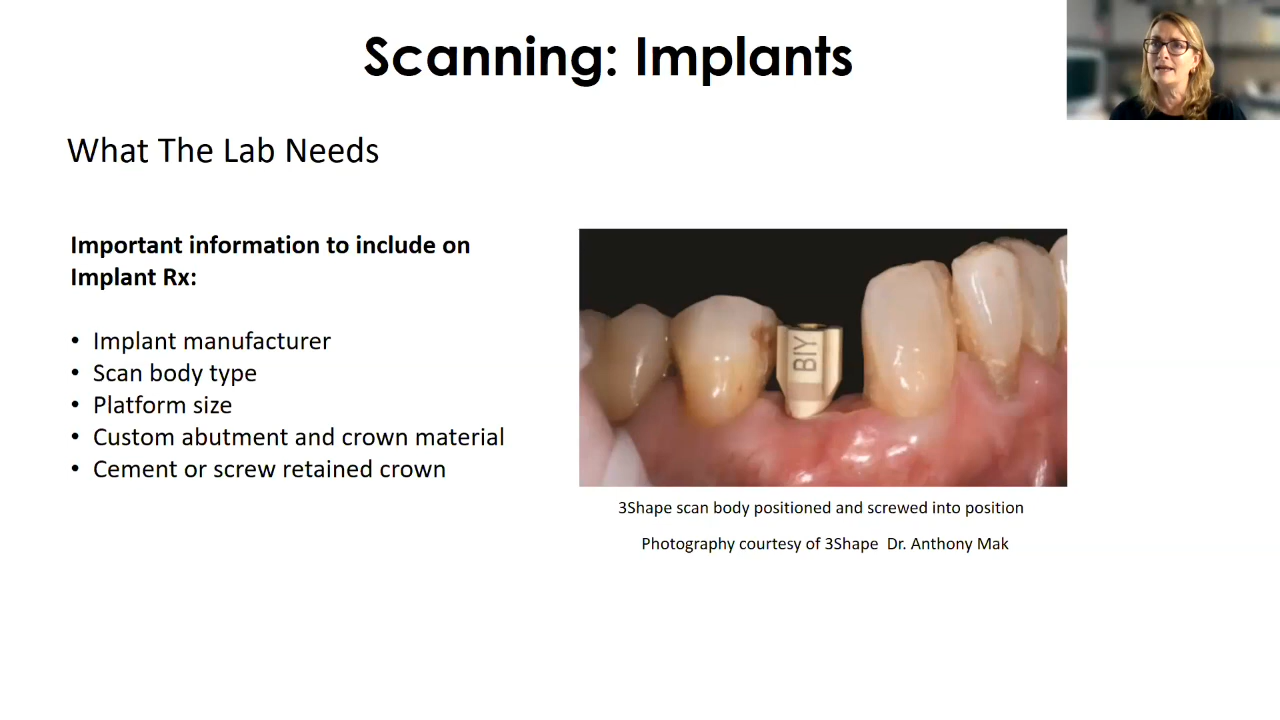 Scanning: Implants
What The Lab Needs
Important information to include on
Implant Rx:
• Implant manufacturer
• Scan body type
• Platform size
• Custom abutment and crown material
• Cement or screw retained crown
BIY
3Shape scan body positioned and screwed into position
Photography courtesy of 3Shape Dr. Anthony Mak